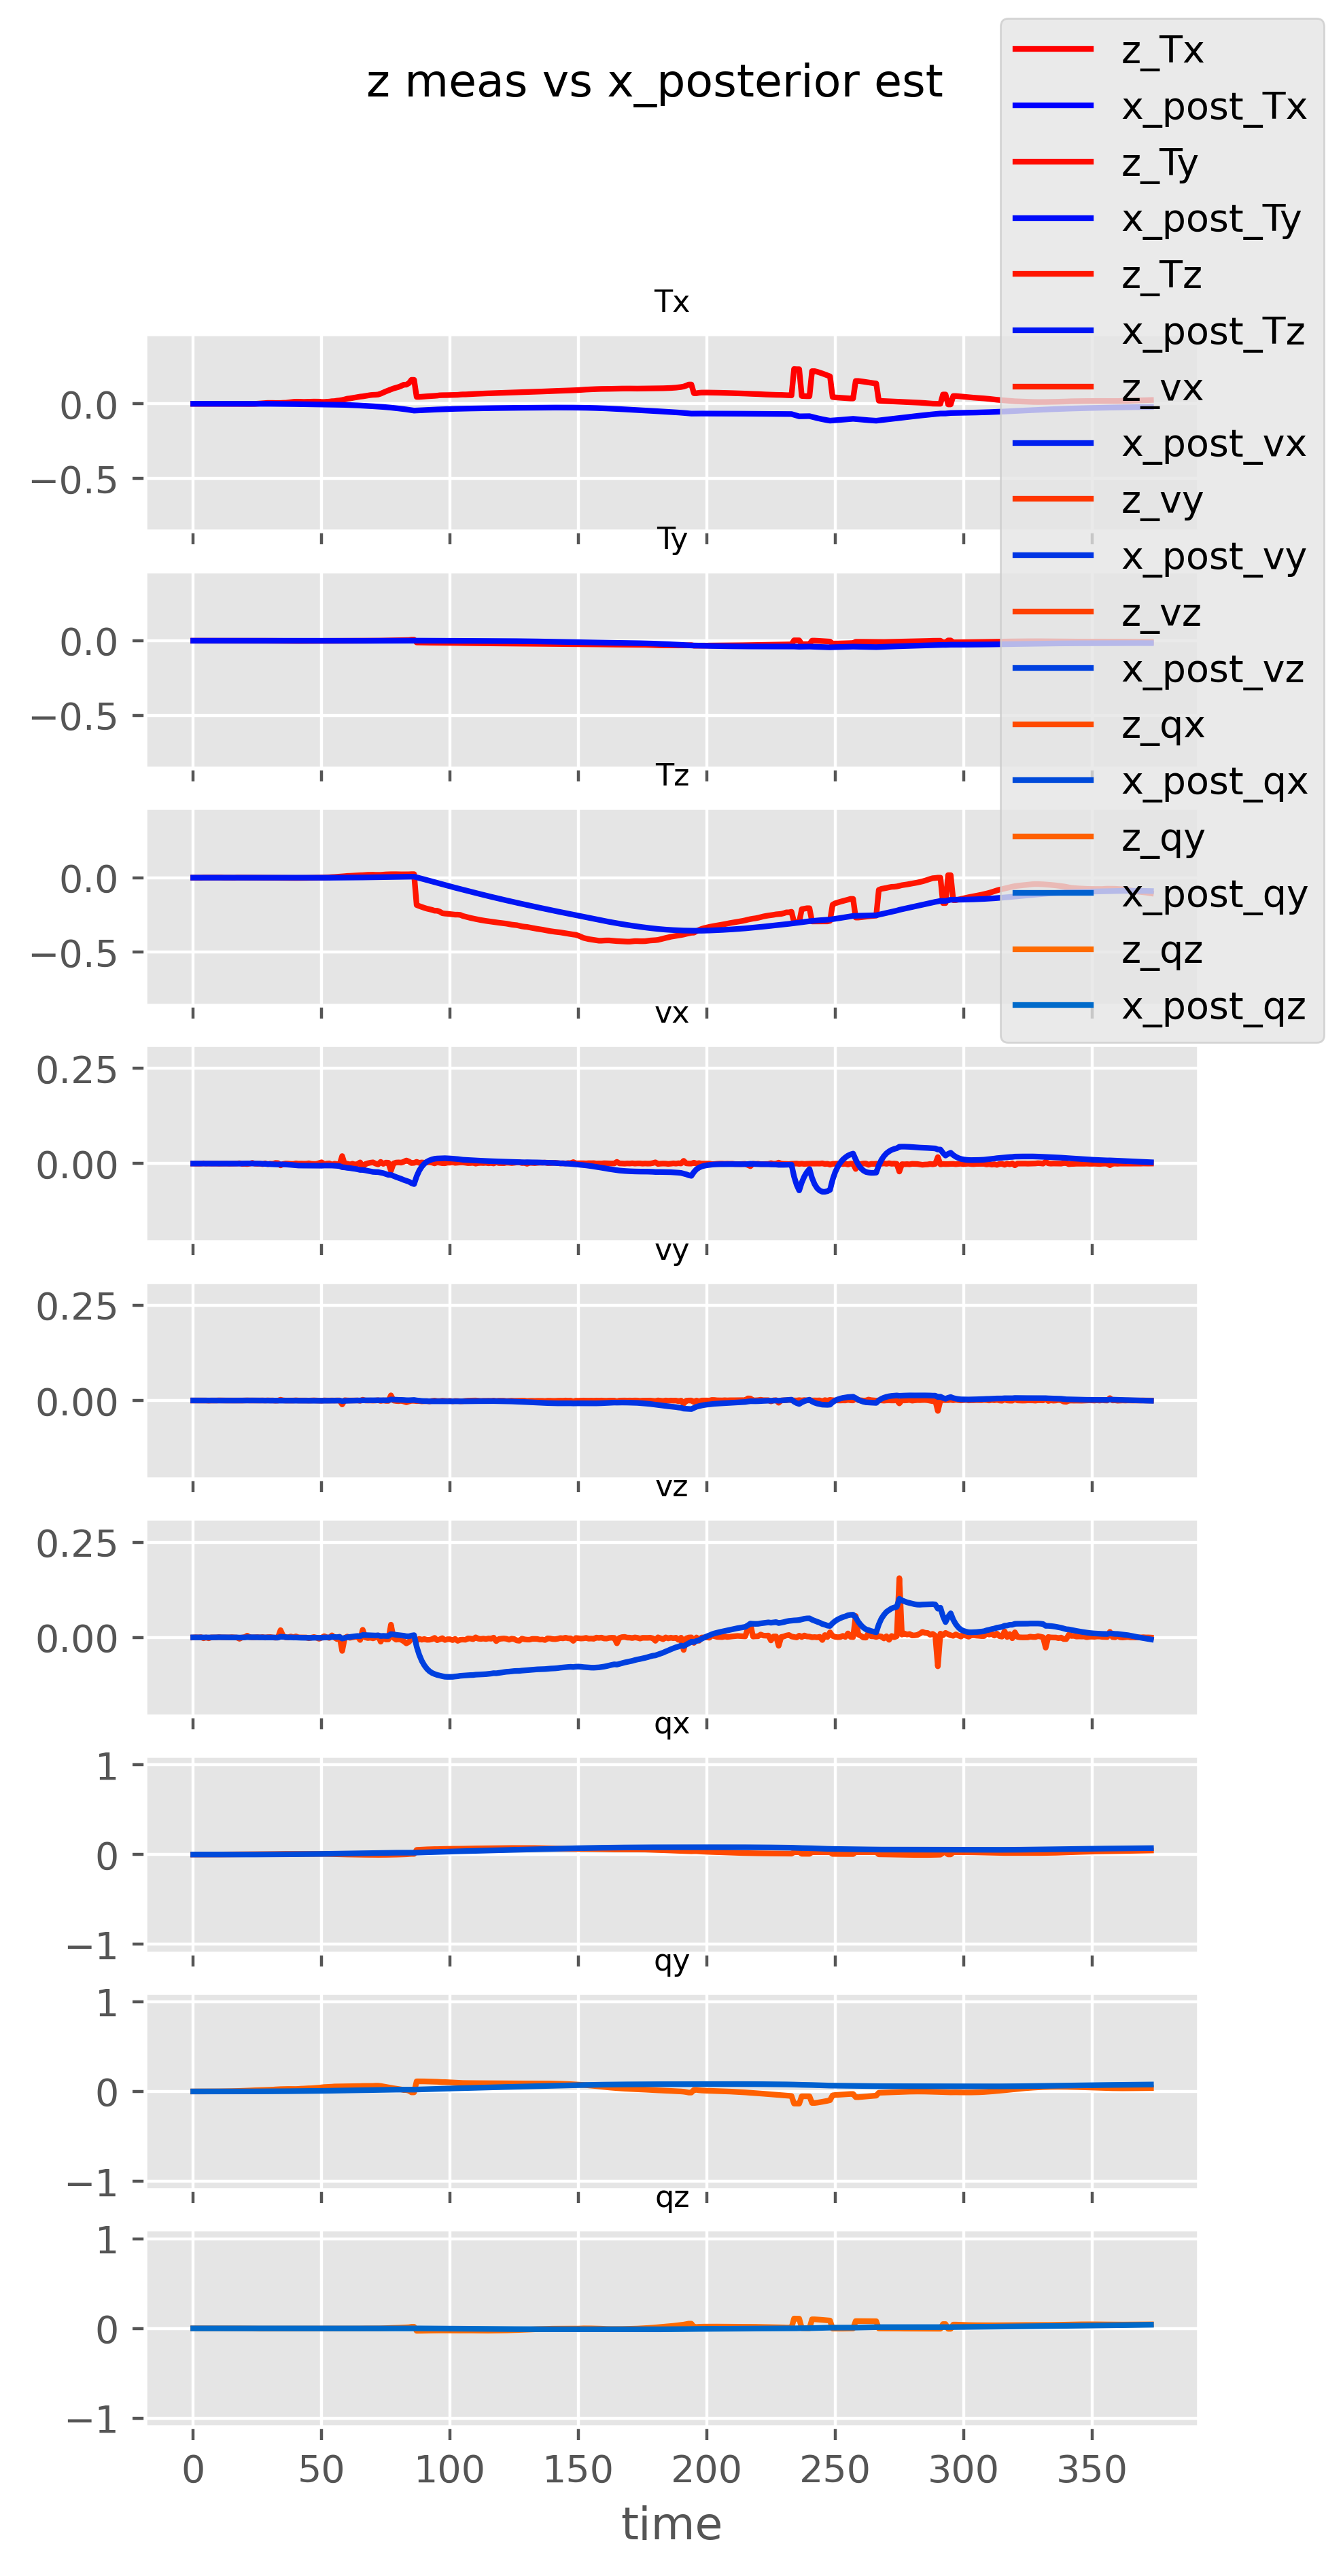 z meas vs x_posterior est
z_Tx
x_post_Tx
z_Ty
x_post_Ty
z_Tz
x_post_Tz
z_vx
x_post_vx
z_vy
x_post_vy
z_vz
x_post_vz
z_qx
x_post_qx
z_qy
x_post_qy
z_qz
x_post_qz
Tx
0.0
−0.5
Ty
0.0
−0.5
Tz
0.0
−0.5
vx
0.25
0.00
vy
0.25
0.00
vz
0.25
0.00
qx
1
0
−1
qy
1
0
−1
qz
1
0
−1
0 50 100 150 200 250 300 350
time